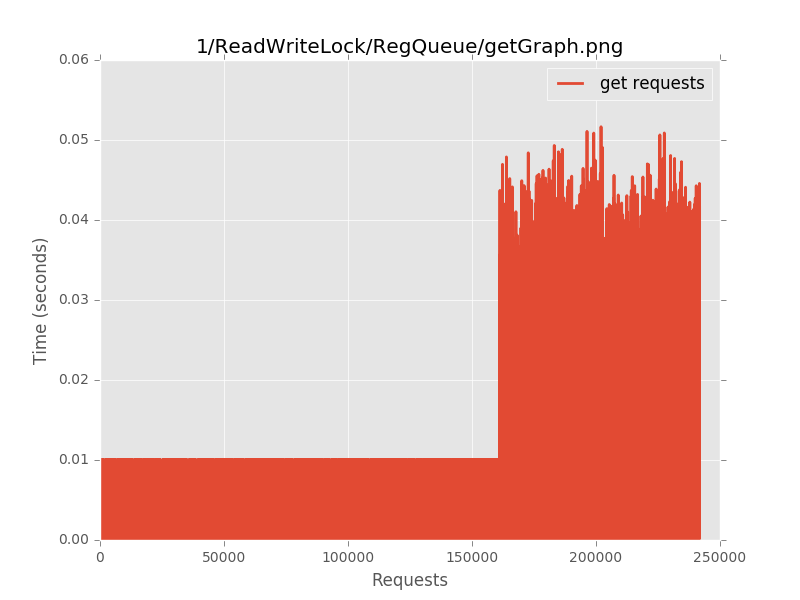 1/ReadWriteLock/RegQueue/getGraph.png
get requests
0.06
0.05
0.04
0.03
0.02
0.01
0.00
Time (seconds)
0 50000 100000 150000 200000 250000
Requests